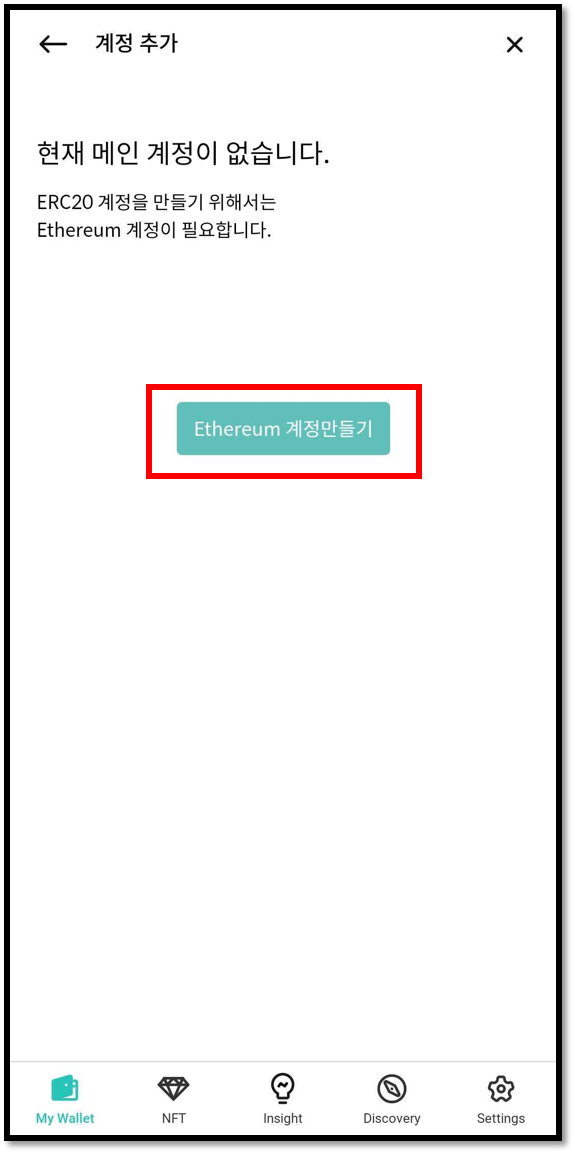 계정 추가
현재 메인 계정이 없습니다.
ERC20 계정을 만들기 위해서는
Ethereum 계정이 필요합니다.
Ethereum 계정만들기
My Wallet
NFT
Insight
Discovery
Settings